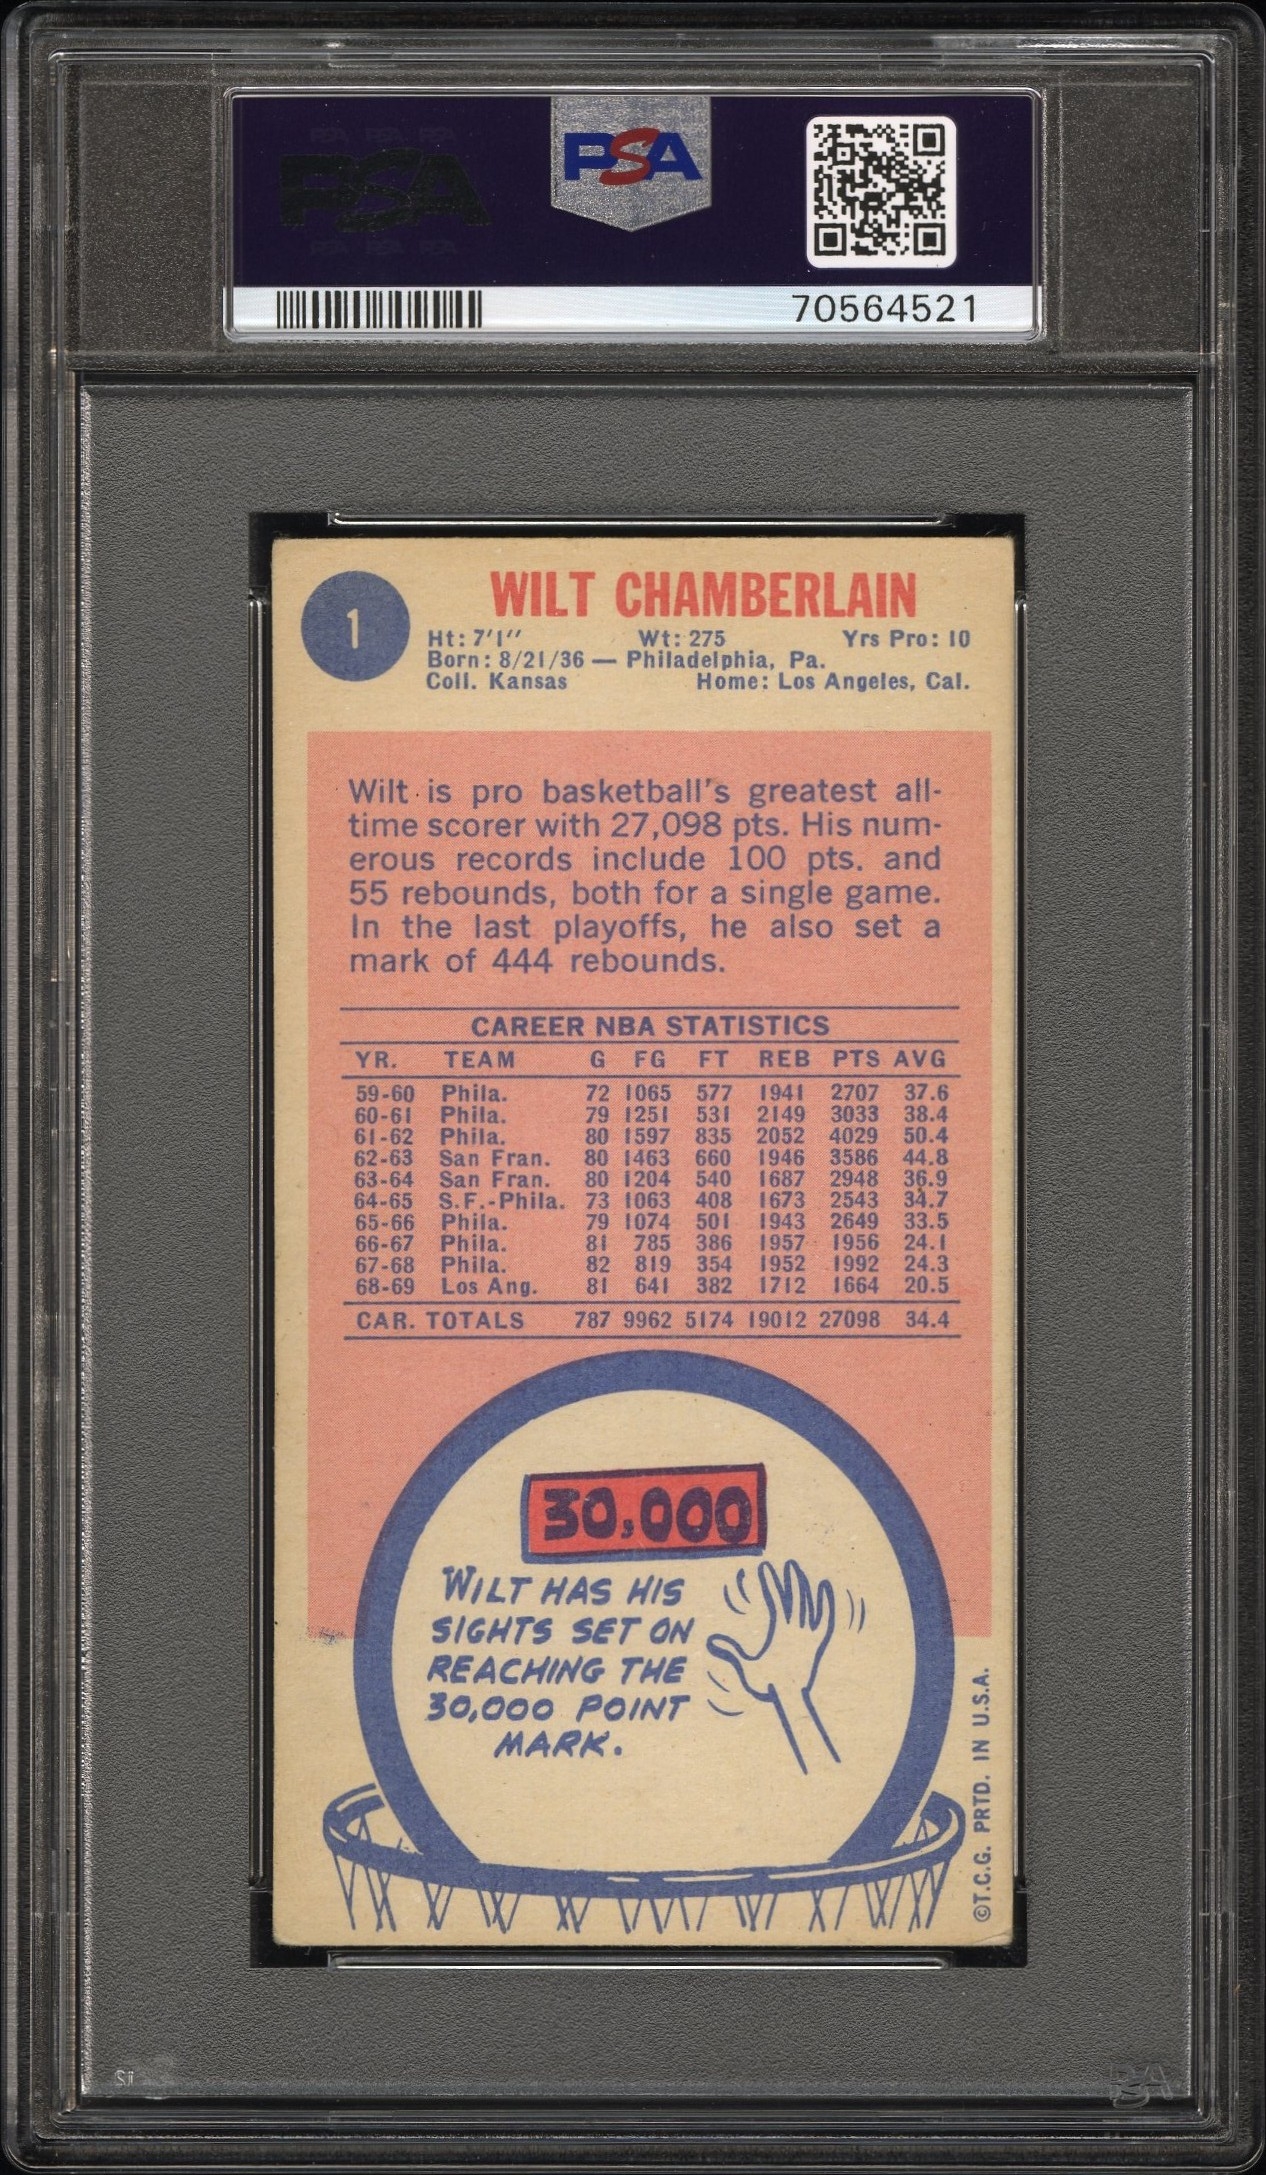 PSA
PSA
70564521
1
WILT CHAMBERLAIN
Ht: 7'1" Wt: 275 Yrs Pro: 10
Born: 8/21/36 — Philadelphia, Pa.
Coll. Kansas Home: Los Angeles, Cal.
Wilt is pro basketball's greatest all-
time scorer with 27,098 pts. His num-
erous records include 100 pts. and
55 rebounds, both for a single game.
In the last playoffs, he also set a
mark of 444 rebounds.
CAREER NBA STATISTICS
YR. TEAM G FG FT REB PTS AVG
59-60 Phila. 72 1065 577 1941 2707 37.6
60-61 Phila. 79 1251 531 2149 3033 38.4
61-62 Phila. 80 1597 835 2052 4029 50.4
62-63 San Fran. 80 1463 660 1946 3586 44.8
63-64 San Fran. 80 1204 540 1687 2948 36.9
64-65 S.F.-Phila. 73 1063 408 1673 2543 34.7
65-66 Phila. 79 1074 501 1943 2649 33.5
66-67 Phila. 81 785 386 1957 1956 24.1
67-68 Phila. 82 819 354 1952 1992 24.3
68-69 Los Ang. 81 641 382 1712 1664 20.5
CAR. TOTALS 787 9962 5174 19012 27098 34.4
30,000
WILT HAS HIS
SIGHTS SET ON
REACHING THE
30,000 POINT
MARK.
©T.C.G. PRTD. IN U.S.A.
PSA